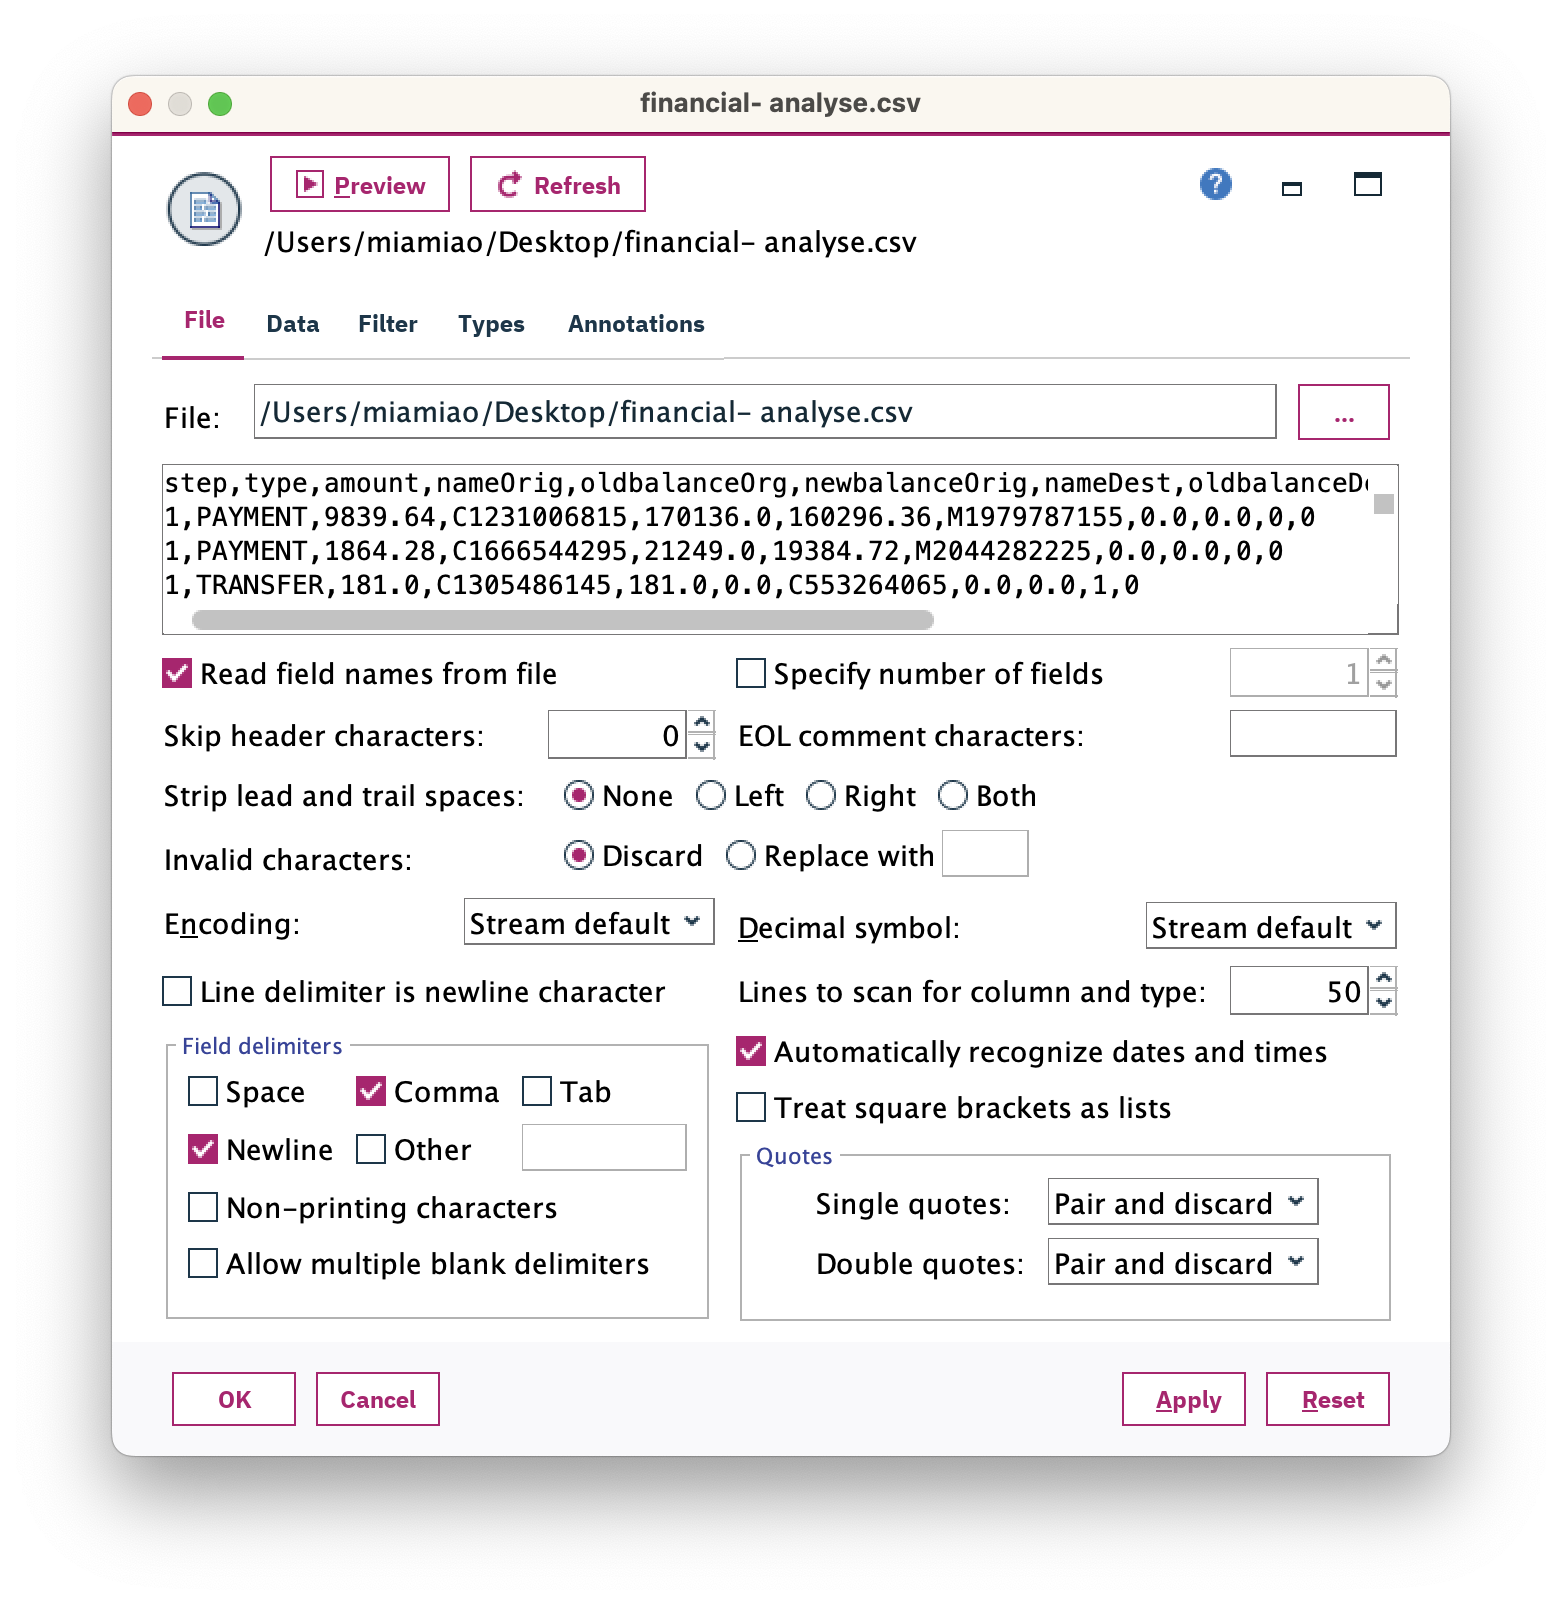 financial- analyse.csv
Preview Refresh ?
/Users/miamiao/Desktop/financial- analyse.csv
File Data Filter Types Annotations
File: /Users/miamiao/Desktop/financial- analyse.csv ...
step,type,amount,nameOrig,oldbalanceOrg,newbalanceOrig,nameDest,oldbalanceDe
1,PAYMENT,9839.64,C1231006815,170136.0,160296.36,M1979787155,0.0,0.0,0,0
1,PAYMENT,1864.28,C1666544295,21249.0,19384.72,M2044282225,0.0,0.0,0,0
1,TRANSFER,181.0,C1305486145,181.0,0.0,C553264065,0.0,0.0,1,0
Read field names from file Specify number of fields 1
Skip header characters: 0 EOL comment characters:
Strip lead and trail spaces: None Left Right Both
Invalid characters: Discard Replace with
Encoding: Stream default Decimal symbol: Stream default
Line delimiter is newline character Lines to scan for column and type: 50
Field delimiters
Space Comma Tab
Newline Other
Non-printing characters
Allow multiple blank delimiters
Automatically recognize dates and times
Treat square brackets as lists
Quotes
Single quotes: Pair and discard
Double quotes: Pair and discard
OK Cancel Apply Reset